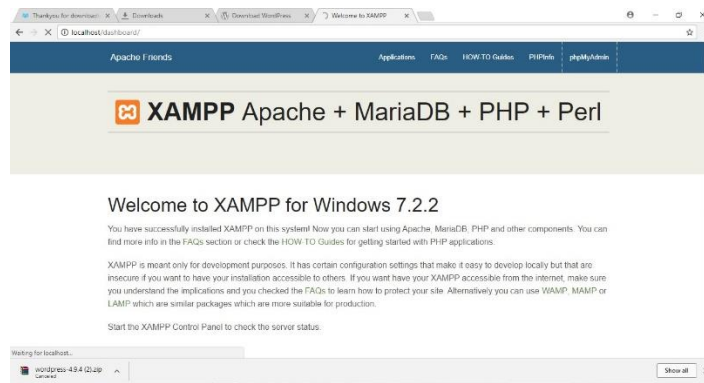 Thankyou for download
Downloads
Download WordPress
Welcome to XAMPP
localhost/dashboard/
Apache Friends
Applications
FAQs
HOW-TO Guides
PHPInfo
phpMyAdmin
XAMPP Apache + MariaDB + PHP + Perl
Welcome to XAMPP for Windows 7.2.2
You have successfully installed XAMPP on this system! Now you can start using Apache, MariaDB, PHP and other components. You can
find more info in the FAQs section or check the HOW-TO Guides for getting started with PHP applications.
XAMPP is meant only for development purposes. It has certain configuration settings that make it easy to develop locally but that are
insecure if you want to have your installation accessible to others. If you want have your XAMPP accessible from the internet, make sure
you understand the implications and you checked the FAQs to learn how to protect your site. Alternatively you can use WAMP, MAMP or
LAMP which are similar packages which are more suitable for production.
Start the XAMPP Control Panel to check the server status.
Waiting for localhost...
wordpress-4.9.4 (2).zip
Canceled
Show all